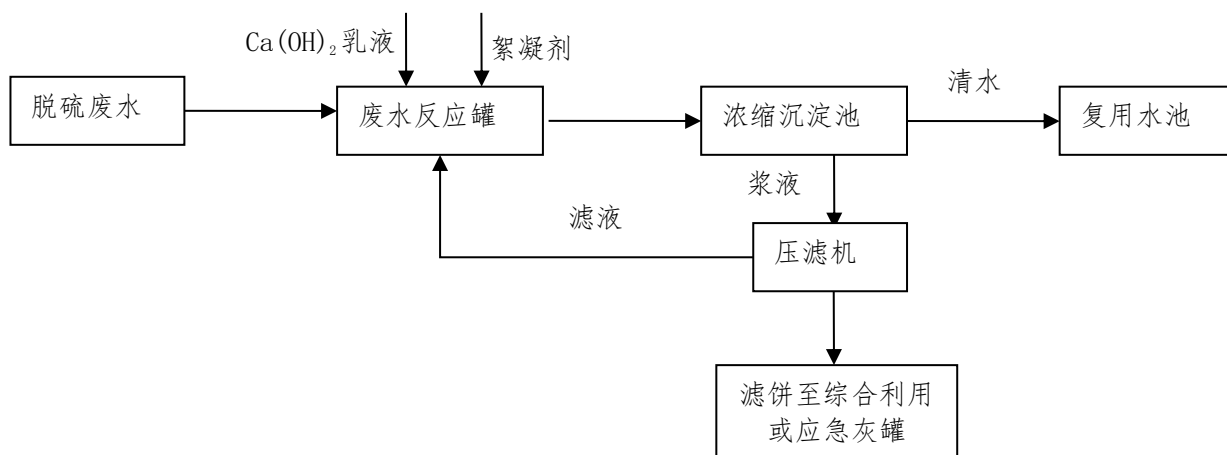 Ca(OH)₂乳液
絮凝剂
脱硫废水
废水反应罐
浓缩沉淀池
清水
复用水池
浆液
滤液
压滤机
滤饼至综合利用
或应急灰罐